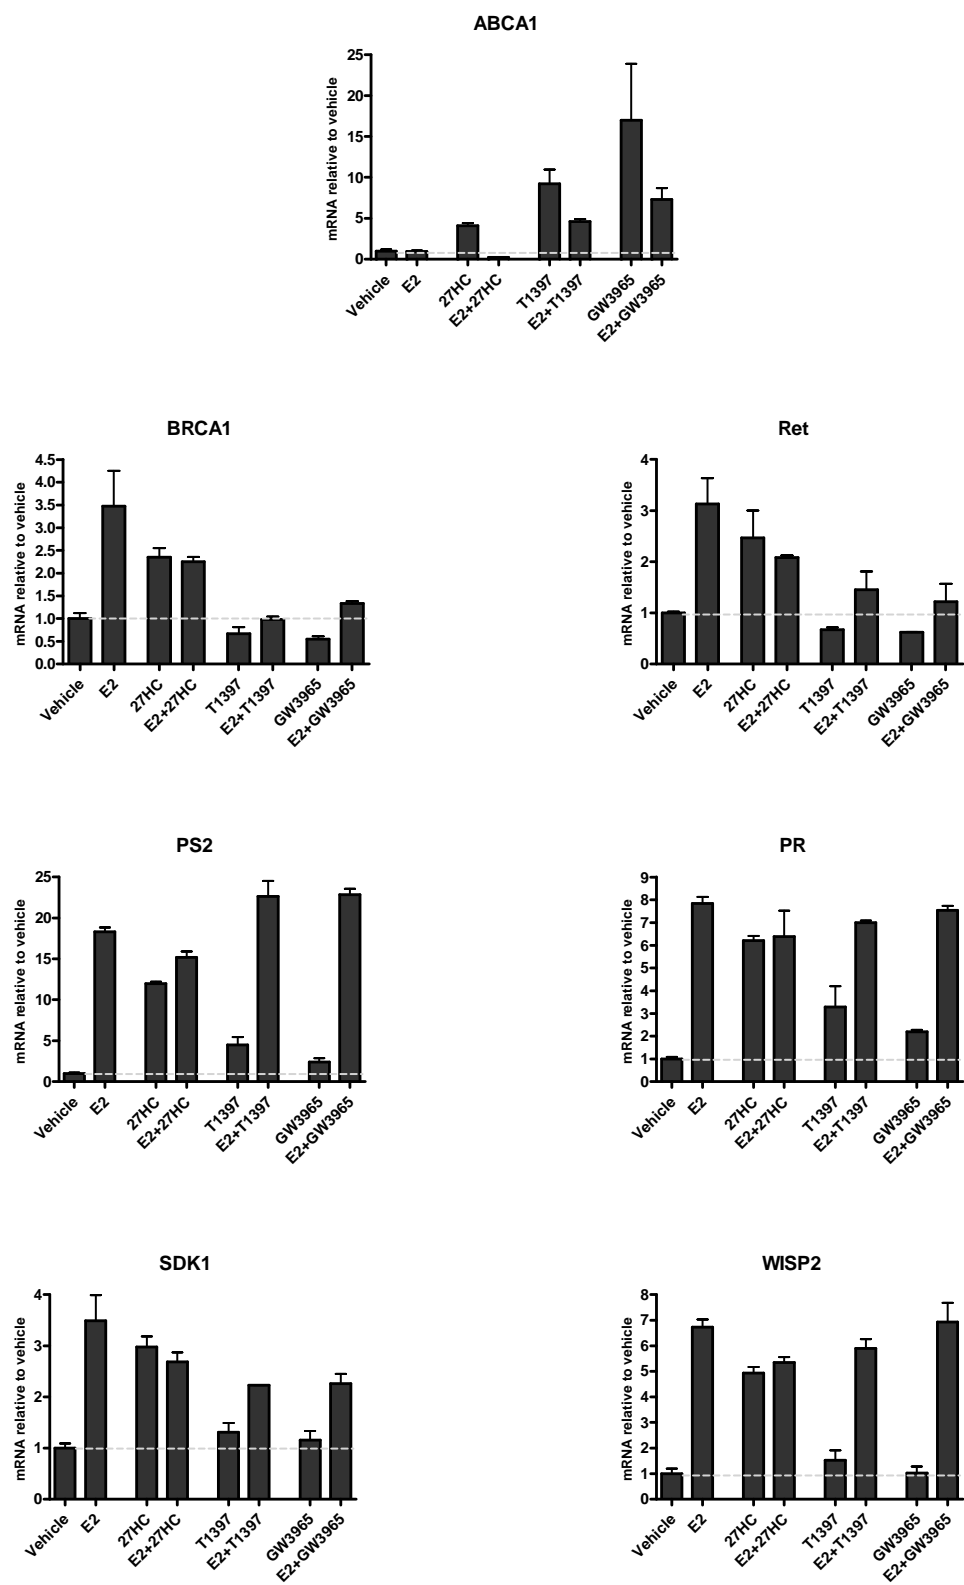 ABCA1
mRNA relative to vehicle
25
20
15
10
5
0
Vehicle
E2
27HC
E2+27HC
T1397
E2+T1397
GW3965
E2+GW3965
BRCA1
mRNA relative to vehicle
4.5
4.0
3.5
3.0
2.5
2.0
1.5
1.0
0.5
0.0
Vehicle
E2
27HC
E2+27HC
T1397
E2+T1397
GW3965
E2+GW3965
Ret
mRNA relative to vehicle
4
3
2
1
0
Vehicle
E2
27HC
E2+27HC
T1397
E2+T1397
GW3965
E2+GW3965
PS2
mRNA relative to vehicle
25
20
15
10
5
0
Vehicle
E2
27HC
E2+27HC
T1397
E2+T1397
GW3965
E2+GW3965
PR
mRNA relative to vehicle
9
8
7
6
5
4
3
2
1
0
Vehicle
E2
27HC
E2+27HC
T1397
E2+T1397
GW3965
E2+GW3965
SDK1
mRNA relative to vehicle
4
3
2
1
0
Vehicle
E2
27HC
E2+27HC
T1397
E2+T1397
GW3965
E2+GW3965
WISP2
mRNA relative to vehicle
8
7
6
5
4
3
2
1
0
Vehicle
E2
27HC
E2+27HC
T1397
E2+T1397
GW3965
E2+GW3965